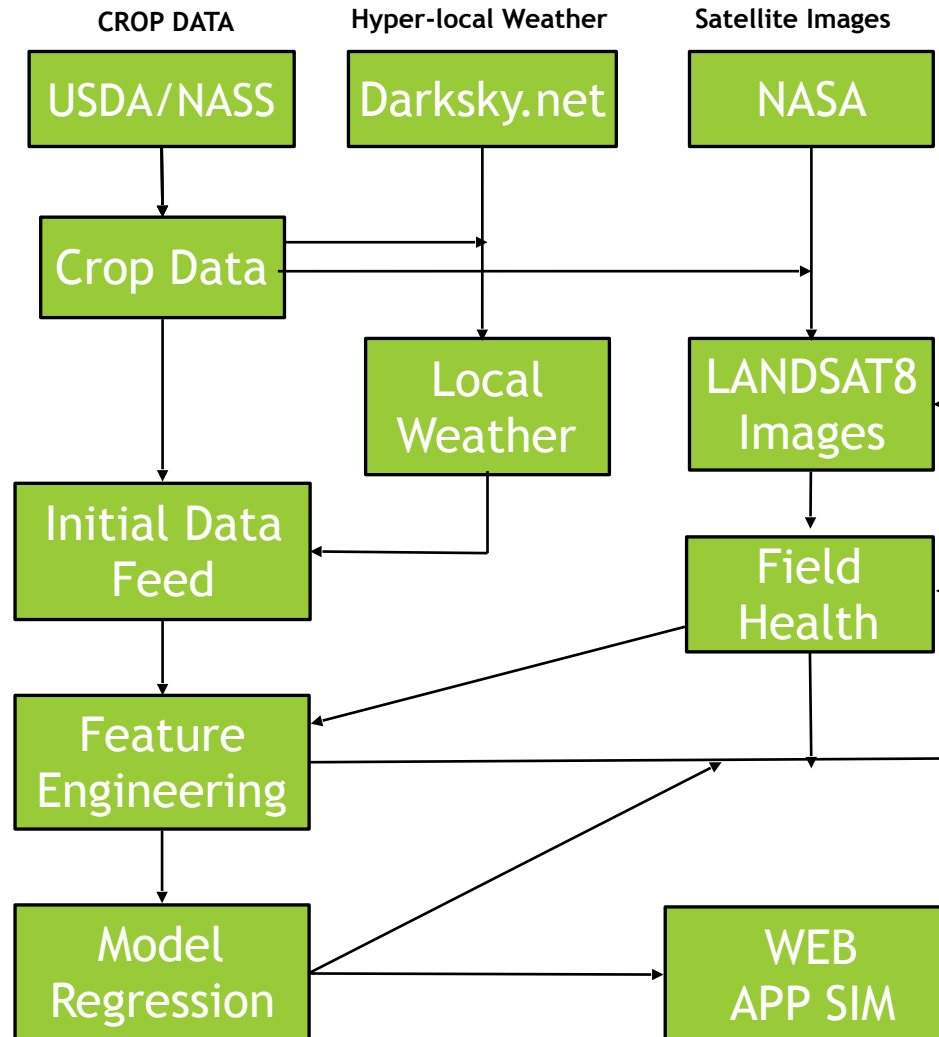 CROP DATA
Hyper-local Weather
Satellite Images
USDA/NASS
Darksky.net
NASA
Crop Data
Local
Weather
LANDSAT8
Images
Initial Data
Feed
Field
Health
Feature
Engineering
Model
Regression
WEB
APP SIM